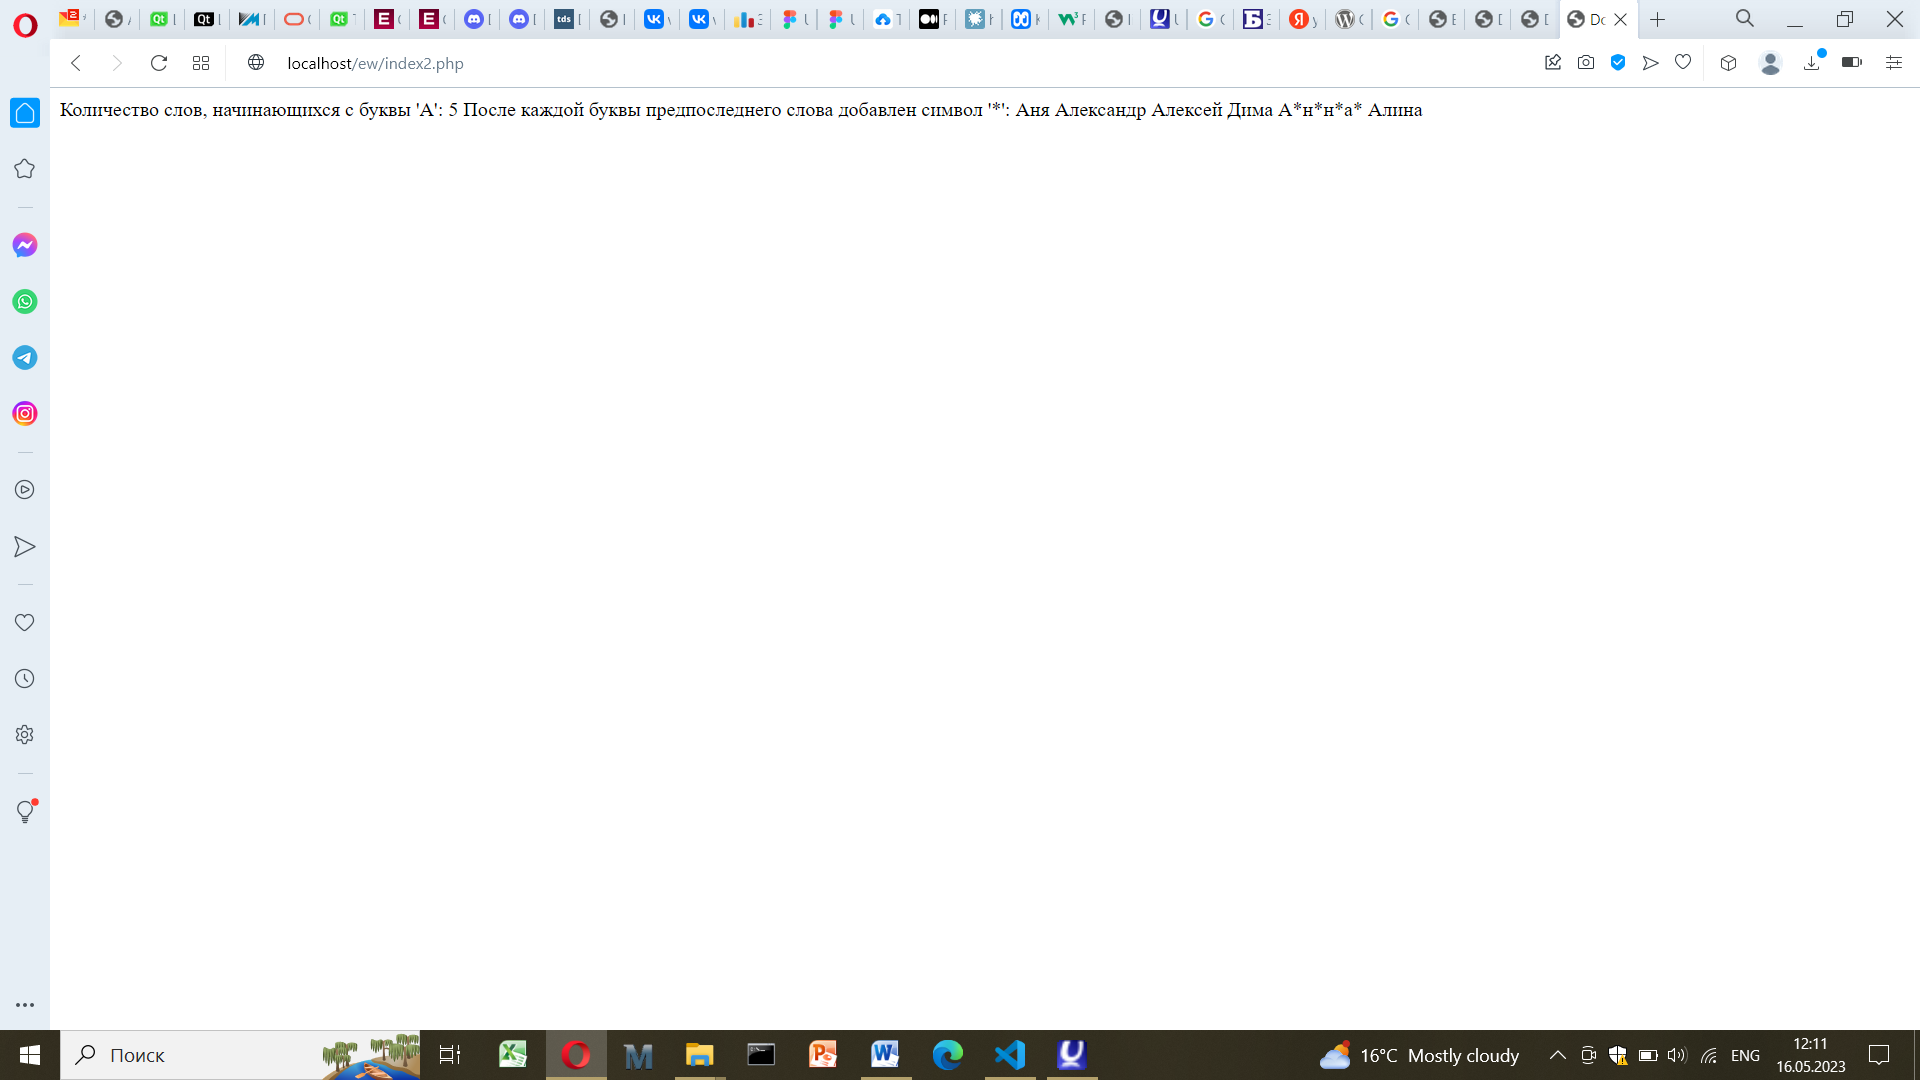 Do
localhost/ew/index2.php
Количество слов, начинающихся с буквы 'А': 5 После каждой буквы предпоследнего слова добавлен символ '*': Аня Александр Алексей Дима А*н*н*а* Алина
Поиск
16°C Mostly cloudy
ENG
12:11
16.05.2023